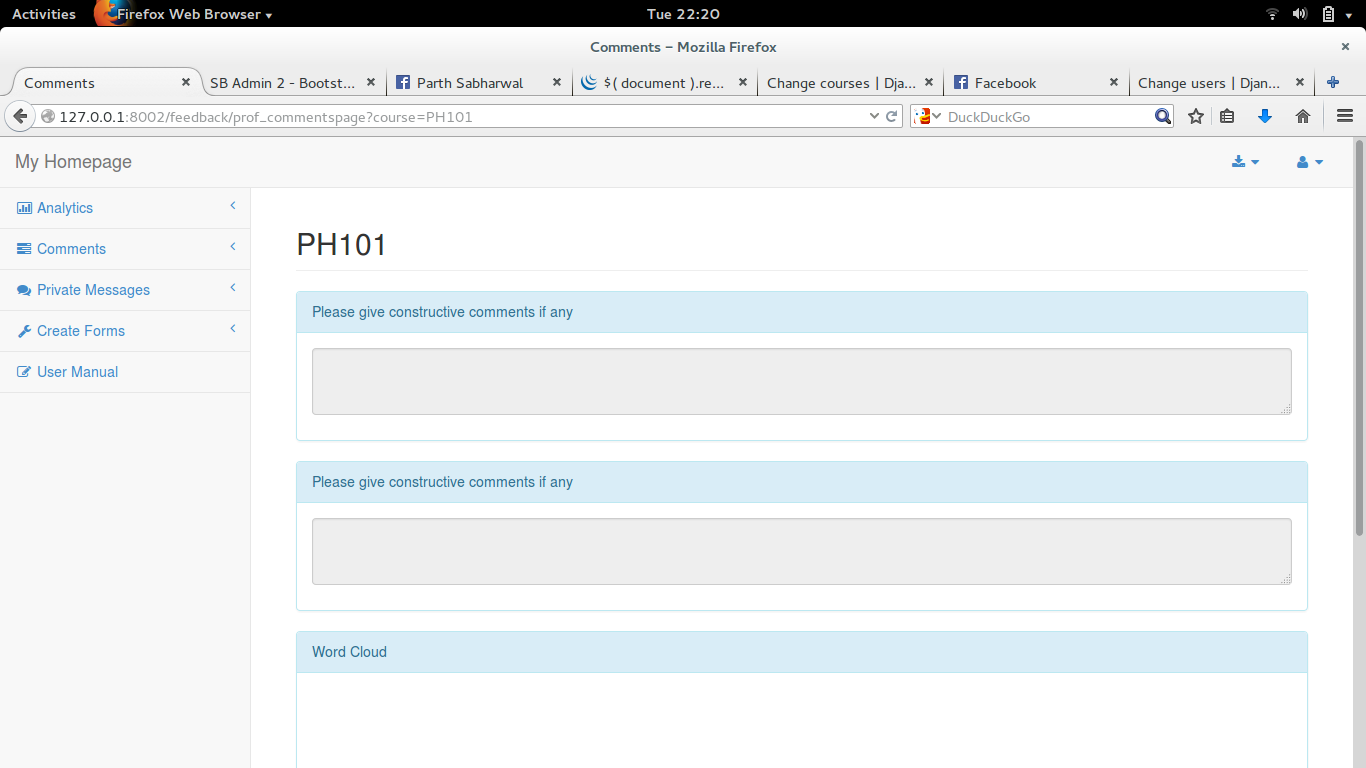 Activities Firefox Web Browser Tue 22:20
Comments – Mozilla Firefox
Comments SB Admin 2 - Bootst... Parth Sabharwal $( document ).re... Change courses | Dja... Facebook Change users | Djan...
127.0.0.1:8002/feedback/prof_commentspage?course=PH101 DuckDuckGo
My Homepage
Analytics
Comments
Private Messages
Create Forms
User Manual
PH101
Please give constructive comments if any
Please give constructive comments if any
Word Cloud